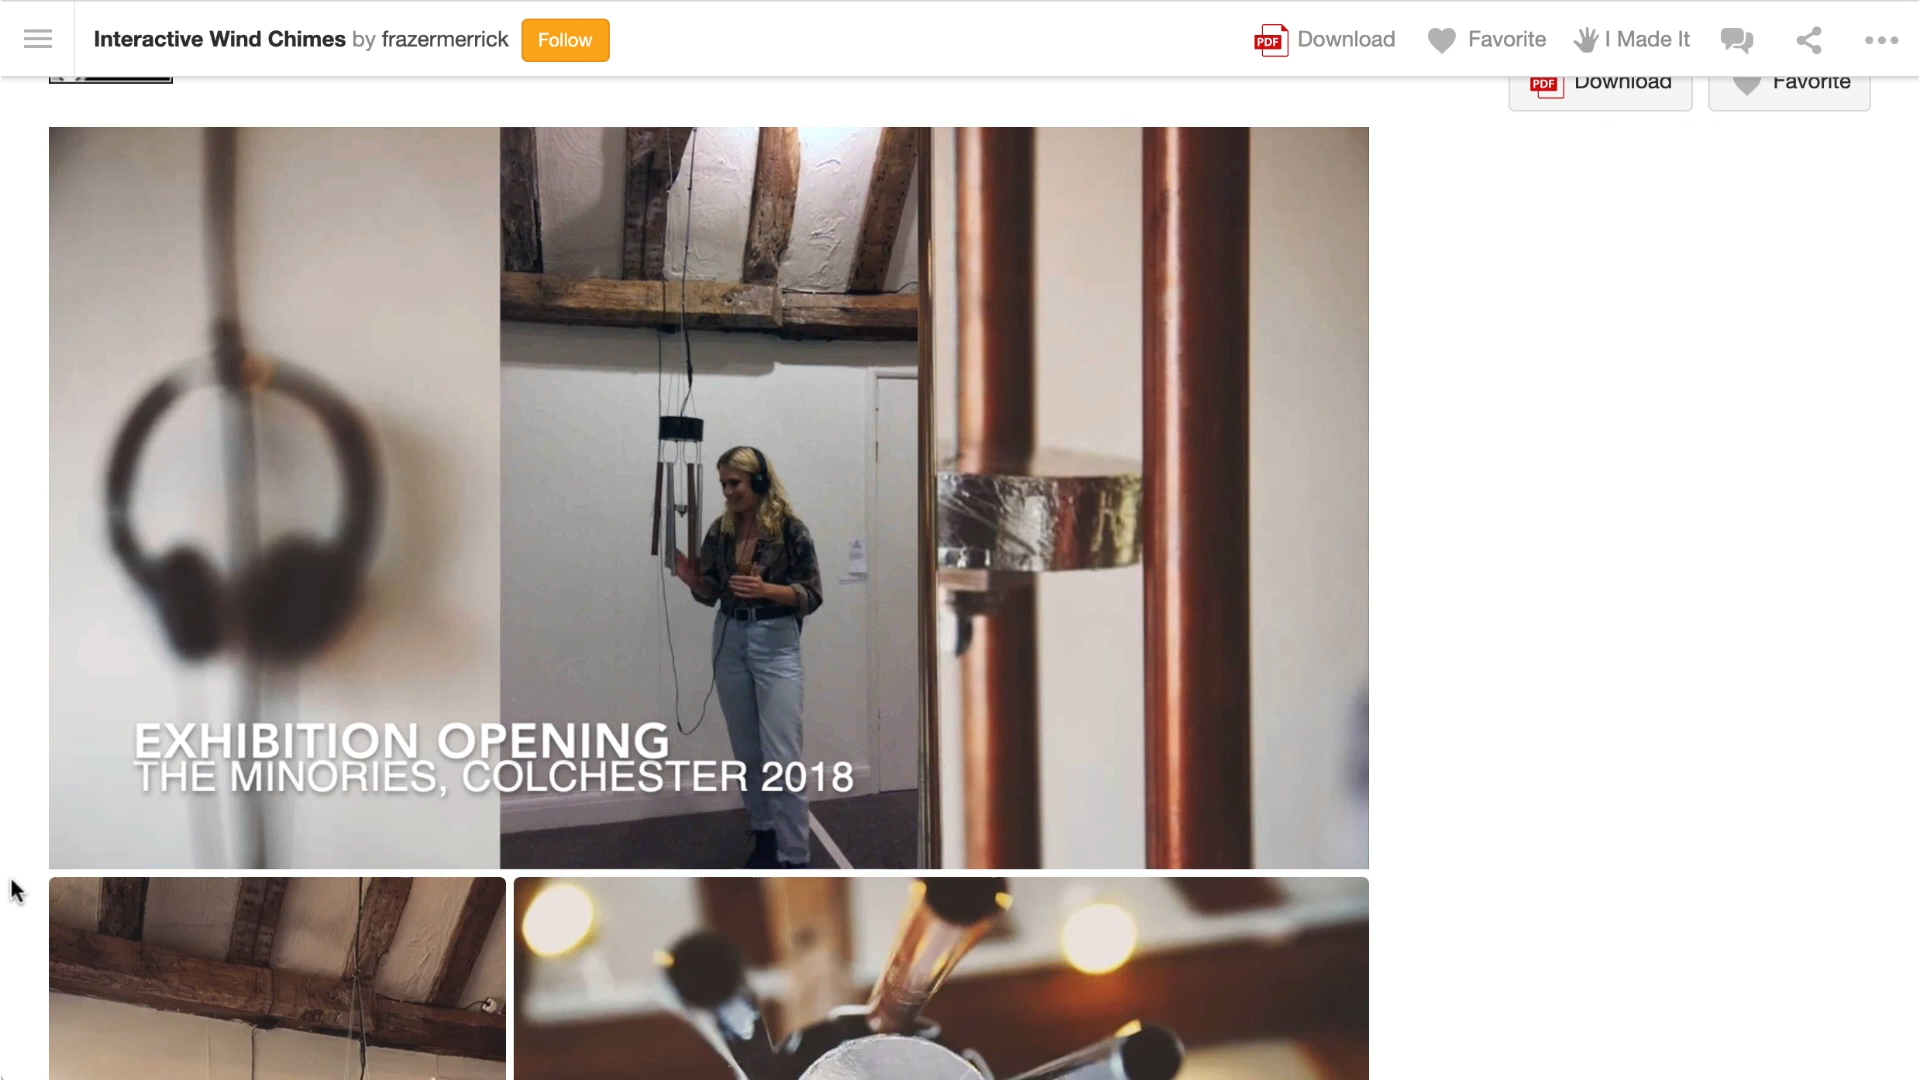 Interactive Wind Chimes by frazermerrick
Follow
PDF Download
Favorite
I Made It
PDF Download
Favorite
EXHIBITION OPENING
THE MINORIES, COLCHESTER 2018